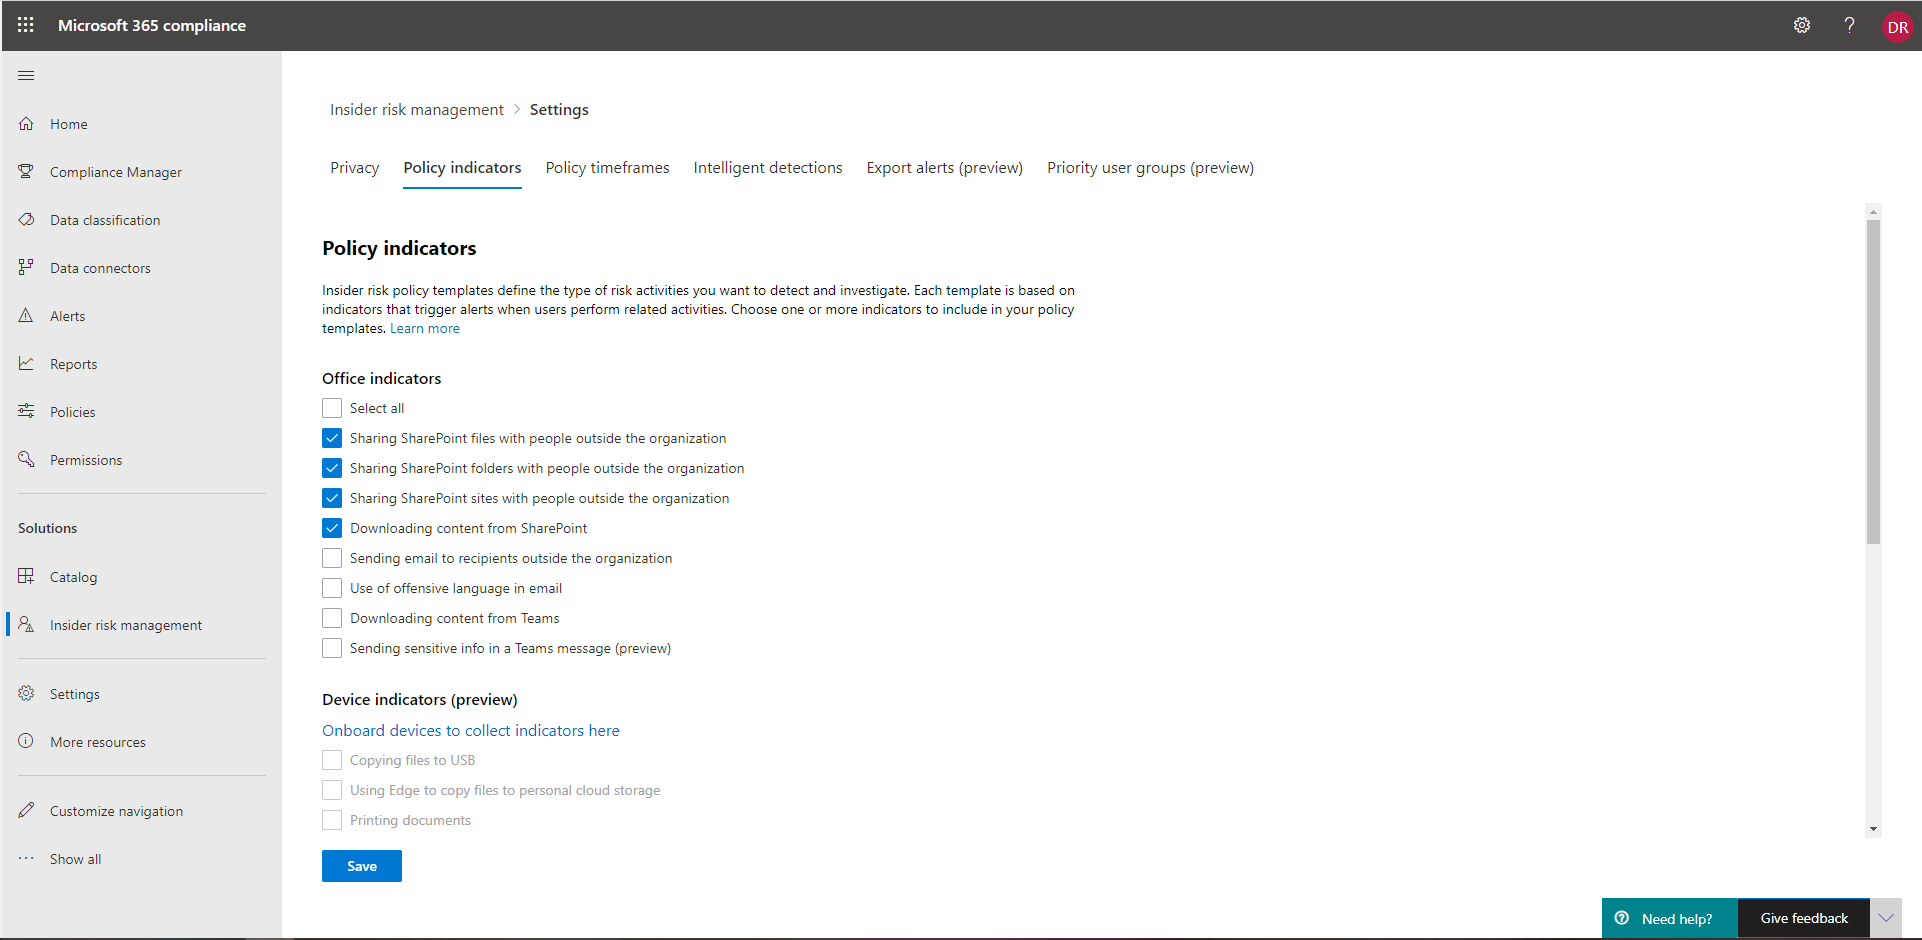 Microsoft 365 compliance
?
DR
Home
Compliance Manager
Data classification
Data connectors
Alerts
Reports
Policies
Permissions
Solutions
Catalog
Insider risk management
Settings
More resources
Customize navigation
Show all
Insider risk management > Settings
Privacy Policy indicators Policy timeframes Intelligent detections Export alerts (preview) Priority user groups (preview)
Policy indicators
Insider risk policy templates define the type of risk activities you want to detect and investigate. Each template is based on
indicators that trigger alerts when users perform related activities. Choose one or more indicators to include in your policy
templates. Learn more
Office indicators
Select all
Sharing SharePoint files with people outside the organization
Sharing SharePoint folders with people outside the organization
Sharing SharePoint sites with people outside the organization
Downloading content from SharePoint
Sending email to recipients outside the organization
Use of offensive language in email
Downloading content from Teams
Sending sensitive info in a Teams message (preview)
Device indicators (preview)
Onboard devices to collect indicators here
Copying files to USB
Using Edge to copy files to personal cloud storage
Printing documents
Save
Need help?
Give feedback